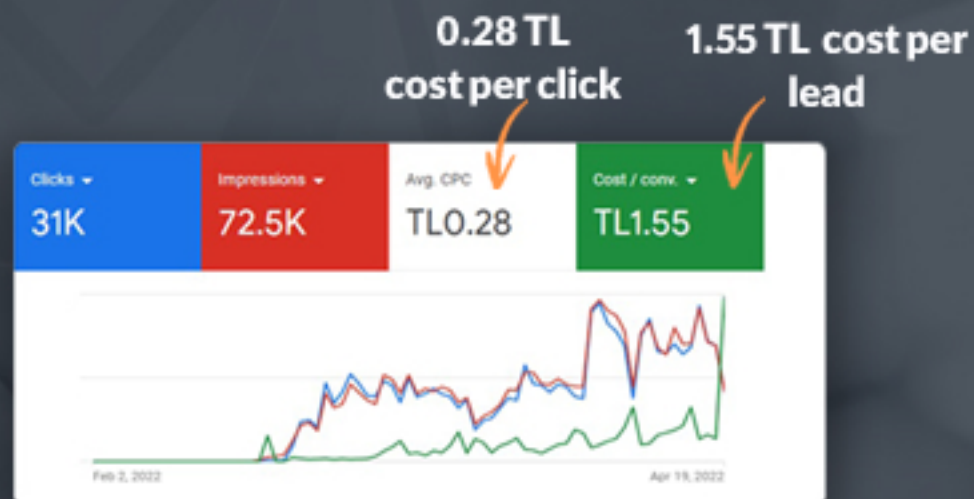 0.28 TL
cost per click
1.55 TL cost per
lead
Clicks
Impressions
Avg. CPC
Cost / conv.
31K
72.5K
TL0.28
TL1.55
Feb 2, 2022
Apr 19, 2022